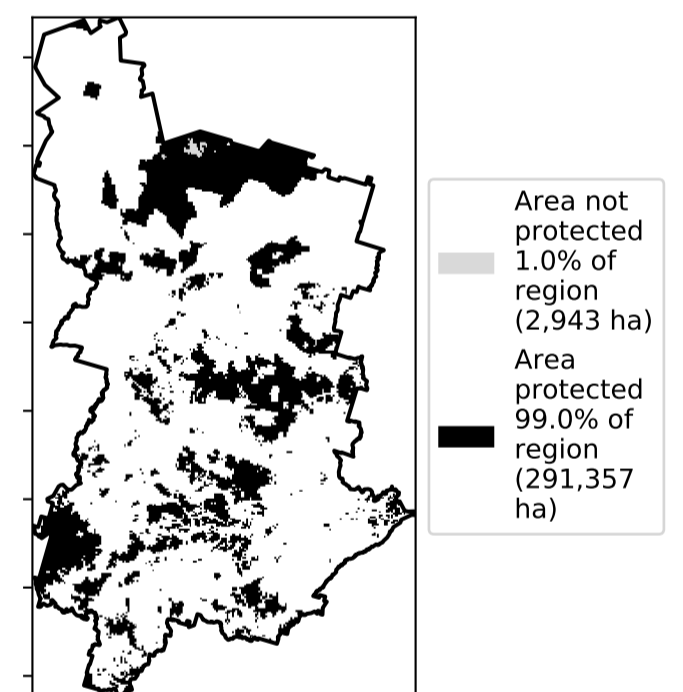 Area not
protected
1.0% of
region
(2,943 ha)
Area
protected
99.0% of
region
(291,357
ha)